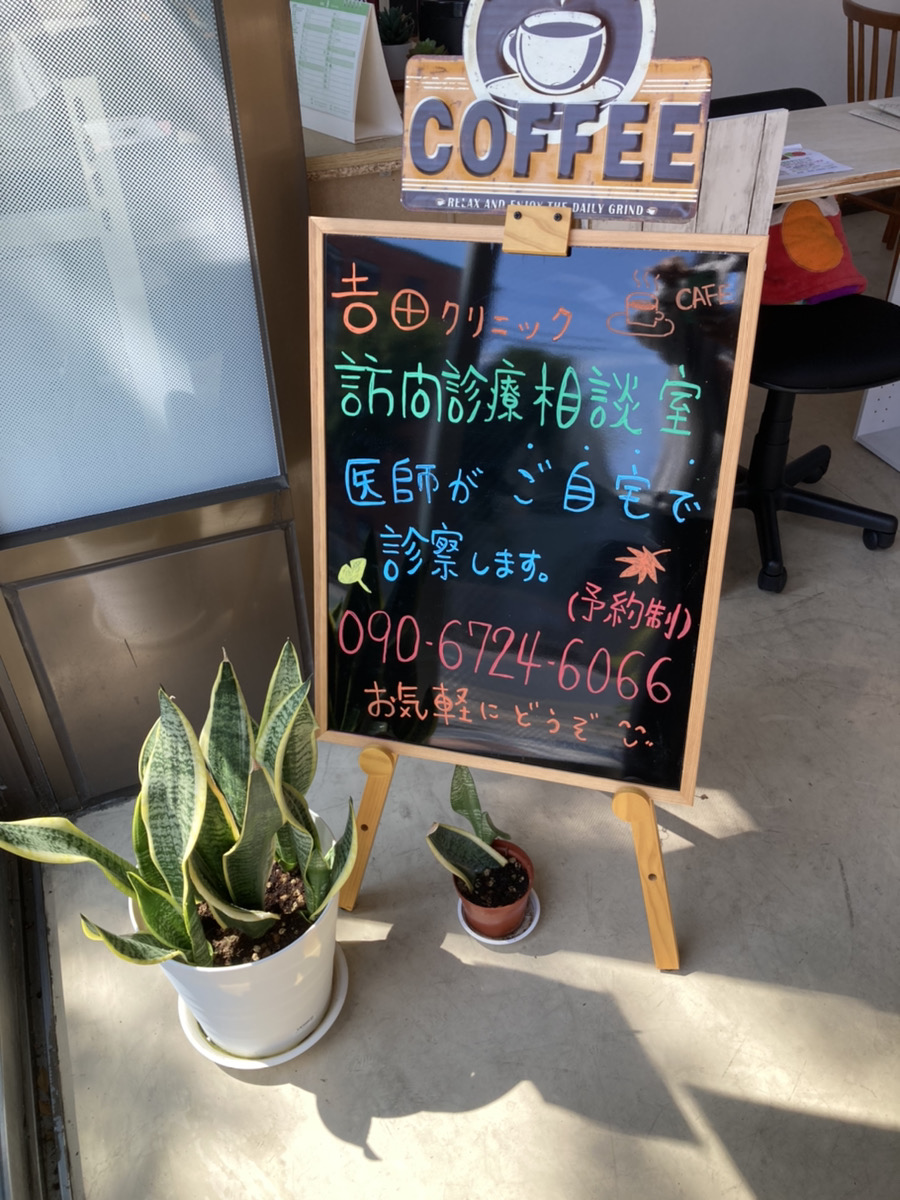 COFFEE
RELAX AND ENJOY THE DAILY GRIND
吉田クリニック
CAFE
訪問診療相談室
医師がご自宅で
診察します。
(予約制)
090-6724-6066
お気軽にどうぞ